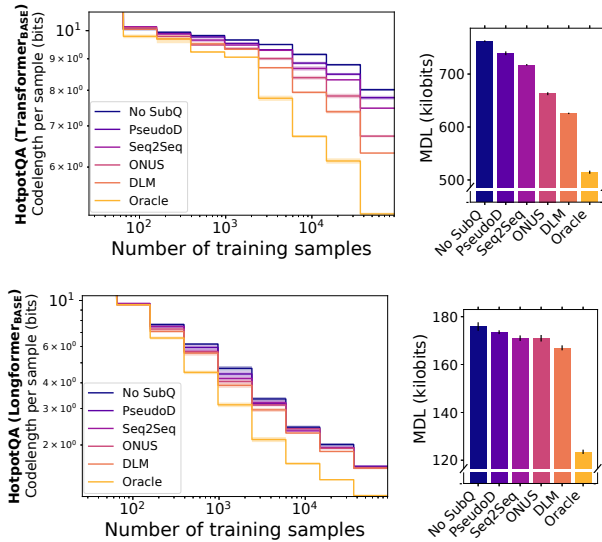 HotpotQA (Transformer_BASE)
Codelength per sample (bits)
10¹
9 × 10⁰
8 × 10⁰
7 × 10⁰
6 × 10⁰
No SubQ
PseudoD
Seq2Seq
ONUS
DLM
Oracle
10² 10³ 10⁴
Number of training samples
MDL (kilobits)
700
600
500
No SubQ
PseudoD
Seq2Seq
ONUS
DLM
Oracle
HotpotQA (Longformer_BASE)
Codelength per sample (bits)
10¹
6 × 10⁰
4 × 10⁰
3 × 10⁰
2 × 10⁰
No SubQ
PseudoD
Seq2Seq
ONUS
DLM
Oracle
10² 10³ 10⁴
Number of training samples
MDL (kilobits)
180
160
140
120
No SubQ
PseudoD
Seq2Seq
ONUS
DLM
Oracle